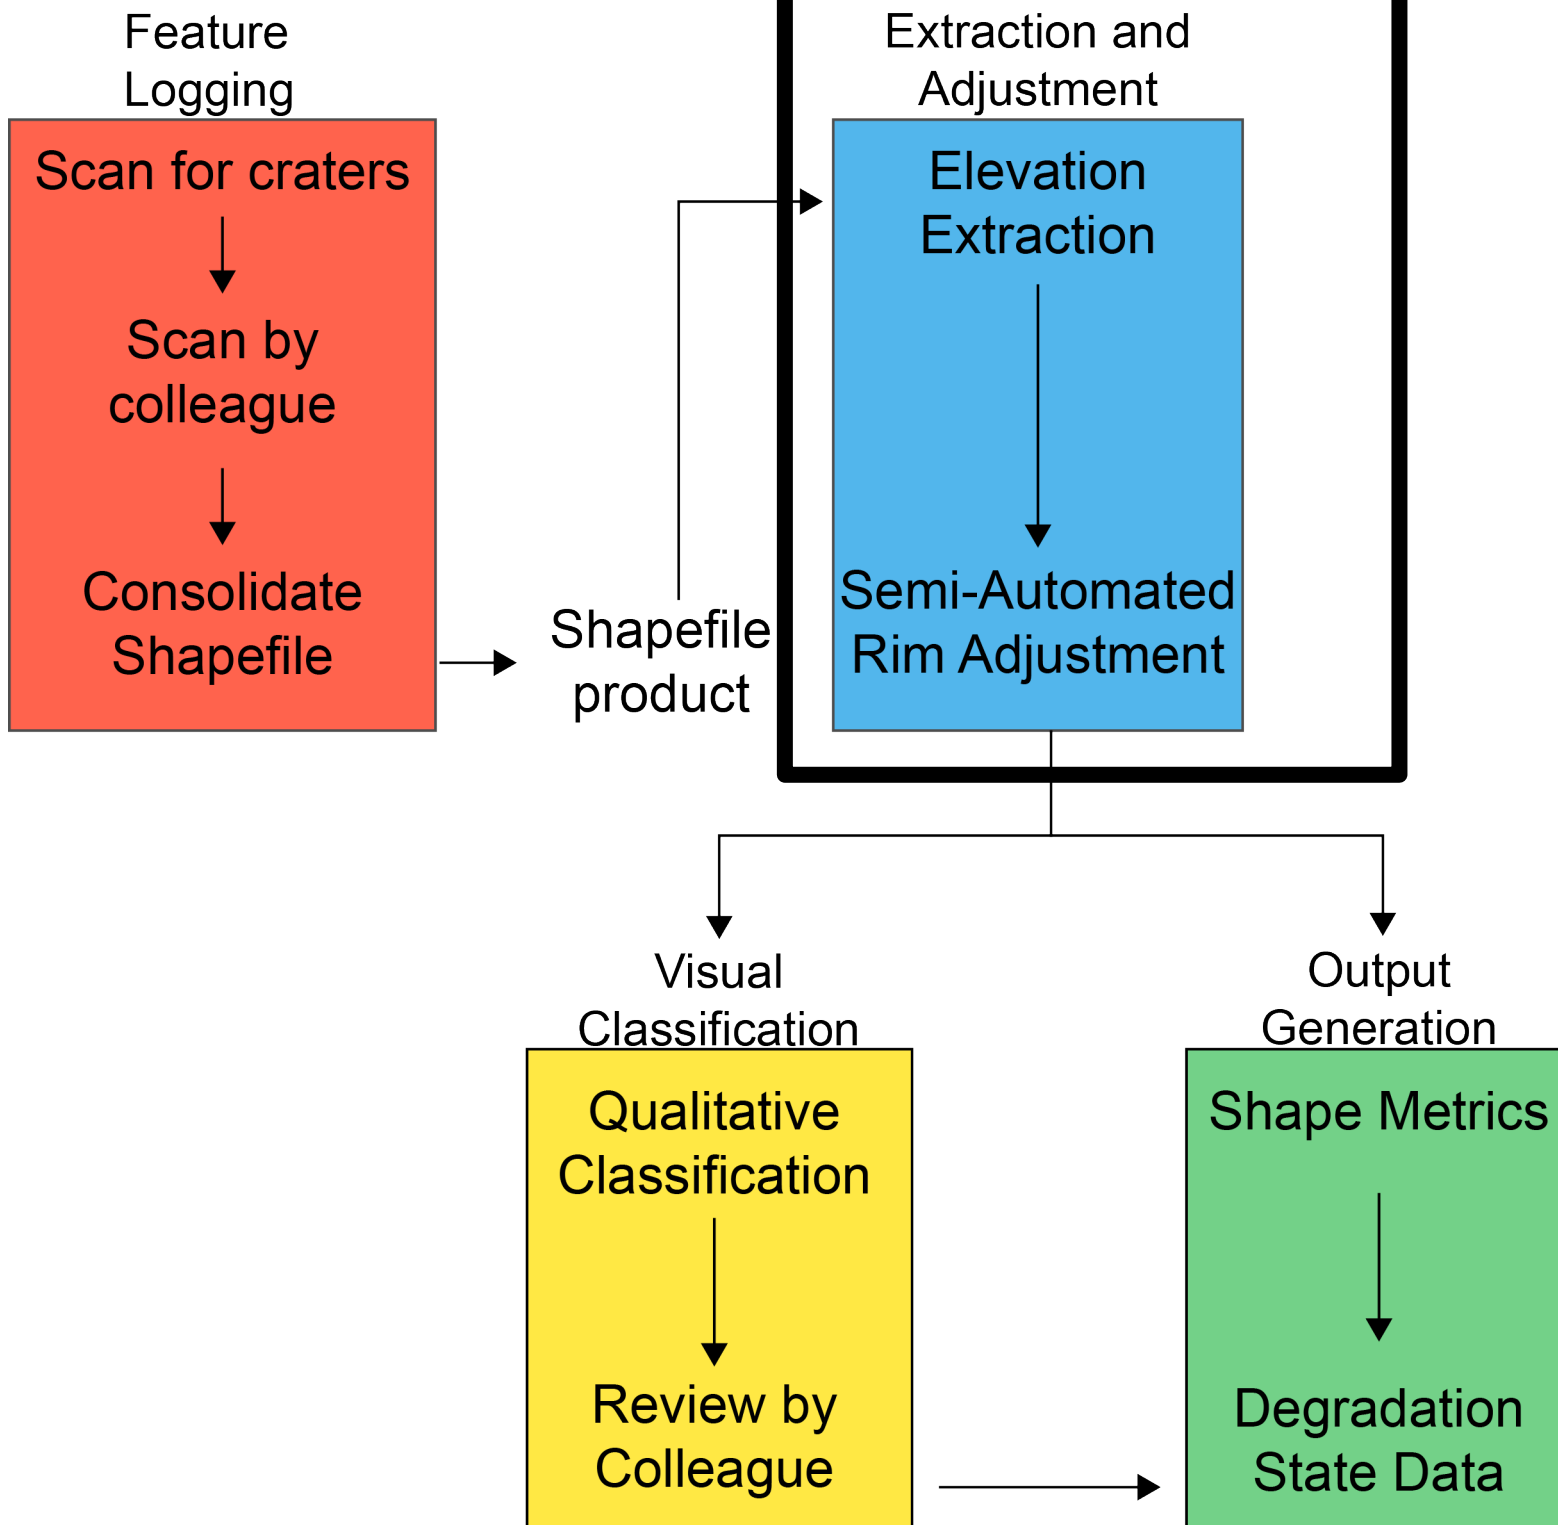 Feature
Logging
Scan for craters
Scan by
colleague
Consolidate
Shapefile
Shapefile
product
Extraction and
Adjustment
Elevation
Extraction
Semi-Automated
Rim Adjustment
Visual
Classification
Qualitative
Classification
Review by
Colleague
Output
Generation
Shape Metrics
Degradation
State Data